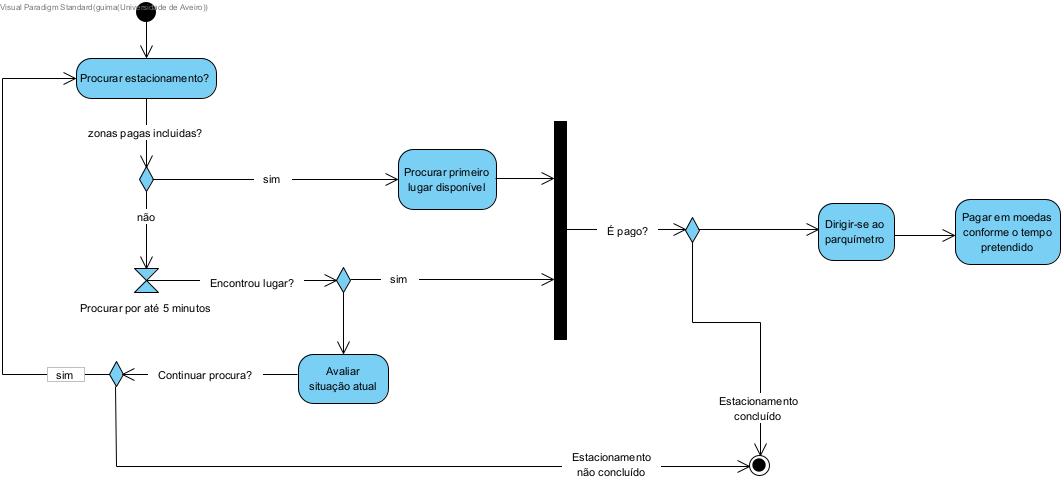 Visual Paradigm Standard(guima(Universidade de Aveiro))
Procurar estacionamento?
zonas pagas incluidas?
sim
Procurar primeiro
lugar disponível
não
Procurar por até 5 minutos
Encontrou lugar?
sim
É pago?
Dirigir-se ao
parquímetro
Pagar em moedas
conforme o tempo
pretendido
Avaliar
situação atual
Continuar procura?
sim
Estacionamento
concluído
Estacionamento
não concluído